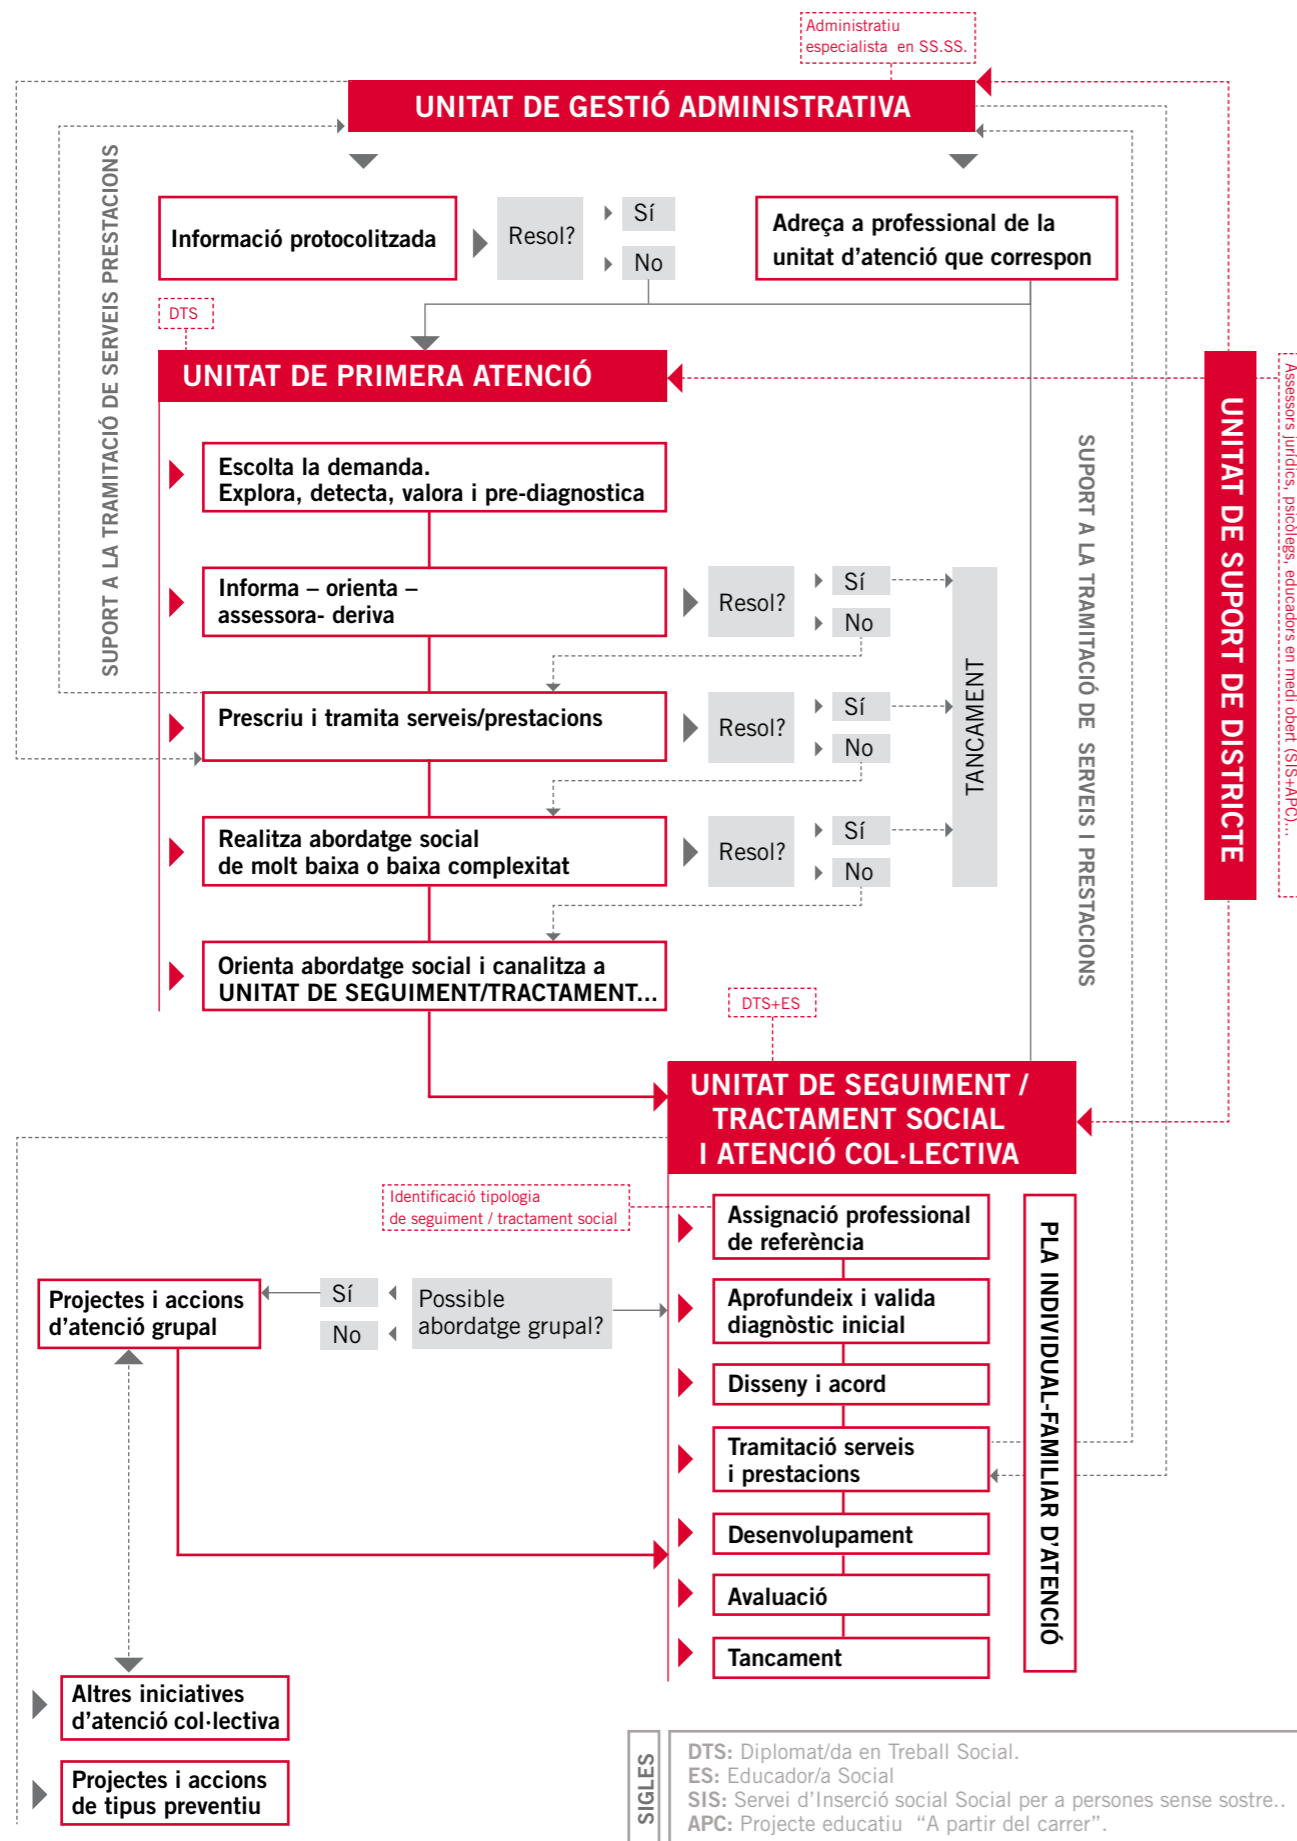 Administratiu
especialista en SS.SS.
UNITAT DE GESTIÓ ADMINISTRATIVA
SUPORT A LA TRAMITACIÓ DE SERVEIS PRESTACIONS
Informació protocolitzada
Resol?
Sí
No
Adreça a professional de la
unitat d’atenció que correspon
DTS
UNITAT DE PRIMERA ATENCIÓ
Escolta la demanda.
Explora, detecta, valora i pre-diagnostica
Informa – orienta –
assessora- deriva
Resol?
Sí
No
Prescriu i tramita serveis/prestacions
Resol?
Sí
No
Realitza abordatge social
de molt baixa o baixa complexitat
Resol?
Sí
No
TANCAMENT
Orienta abordatge social i canalitza a
UNITAT DE SEGUIMENT/TRACTAMENT...
SUPORT A LA TRAMITACIÓ DE SERVEIS I PRESTACIONS
UNITAT DE SUPORT DE DISTRICTE
Assessors jurídics, psicòlegs, educadors en medi obert (SIS+APC)...
DTS+ES
UNITAT DE SEGUIMENT /
TRACTAMENT SOCIAL
I ATENCIÓ COL·LECTIVA
Identificació tipologia
de seguiment / tractament social
Assignació professional
de referència
Projectes i accions
d’atenció grupal
Sí
No
Possible
abordatge grupal?
Aprofundeix i valida
diagnòstic inicial
Disseny i acord
Tramitació serveis
i prestacions
Desenvolupament
Avaluació
Tancament
PLA INDIVIDUAL-FAMILIAR D’ATENCIÓ
Altres iniciatives
d’atenció col·lectiva
Projectes i accions
de tipus preventiu
SIGLES
DTS: Diplomat/da en Treball Social.
ES: Educador/a Social
SIS: Servei d’Inserció social Social per a persones sense sostre..
APC: Projecte educatiu “A partir del carrer”.